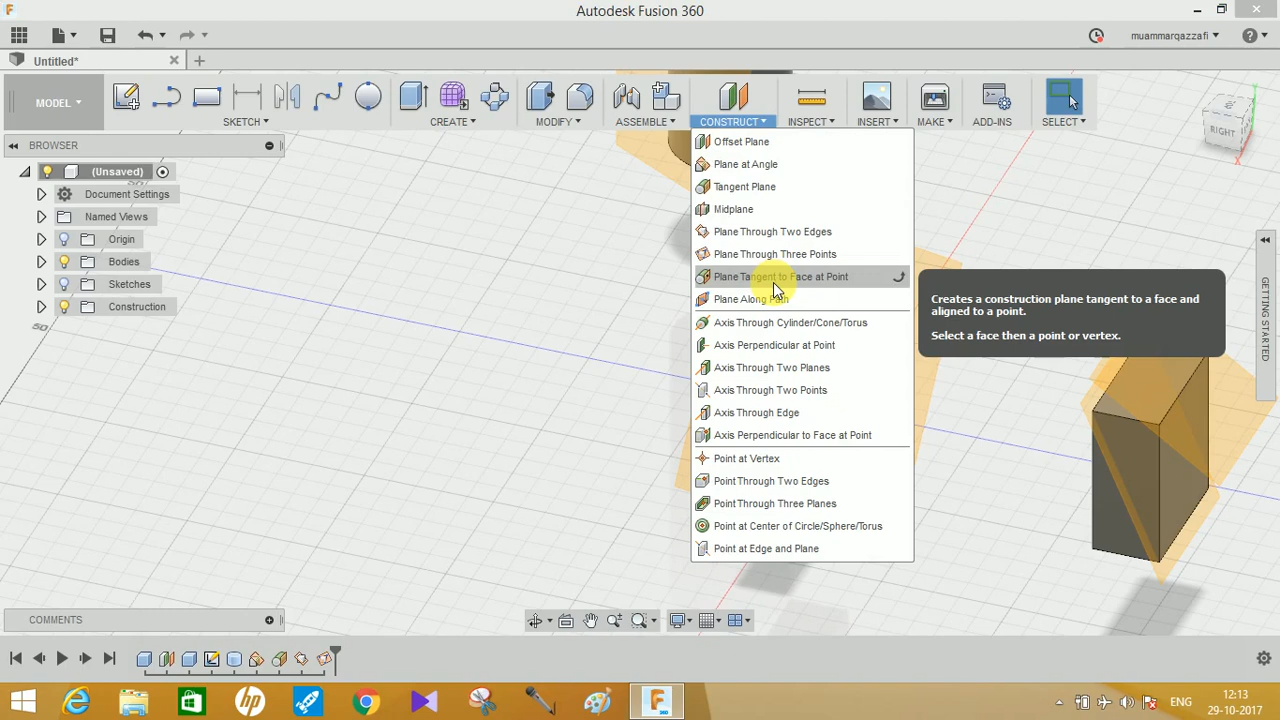 Autodesk Fusion 360
muammarqazzafi
Untitled*
MODEL
SKETCH
CREATE
MODIFY
ASSEMBLE
CONSTRUCT
INSPECT
INSERT
MAKE
ADD-INS
SELECT
RIGHT
BROWSER
(Unsaved)
Document Settings
Named Views
Origin
Bodies
Sketches
Construction
50
Offset Plane
Plane at Angle
Tangent Plane
Midplane
Plane Through Two Edges
Plane Through Three Points
Plane Tangent to Face at Point
Plane Along Path
Axis Through Cylinder/Cone/Torus
Axis Perpendicular at Point
Axis Through Two Planes
Axis Through Two Points
Axis Through Edge
Axis Perpendicular to Face at Point
Point at Vertex
Point Through Two Edges
Point Through Three Planes
Point at Center of Circle/Sphere/Torus
Point at Edge and Plane
Creates a construction plane tangent to a face and
aligned to a point.
Select a face then a point or vertex.
GETTING STARTED
COMMENTS
hp
F
360
ENG
12:13
29-10-2017